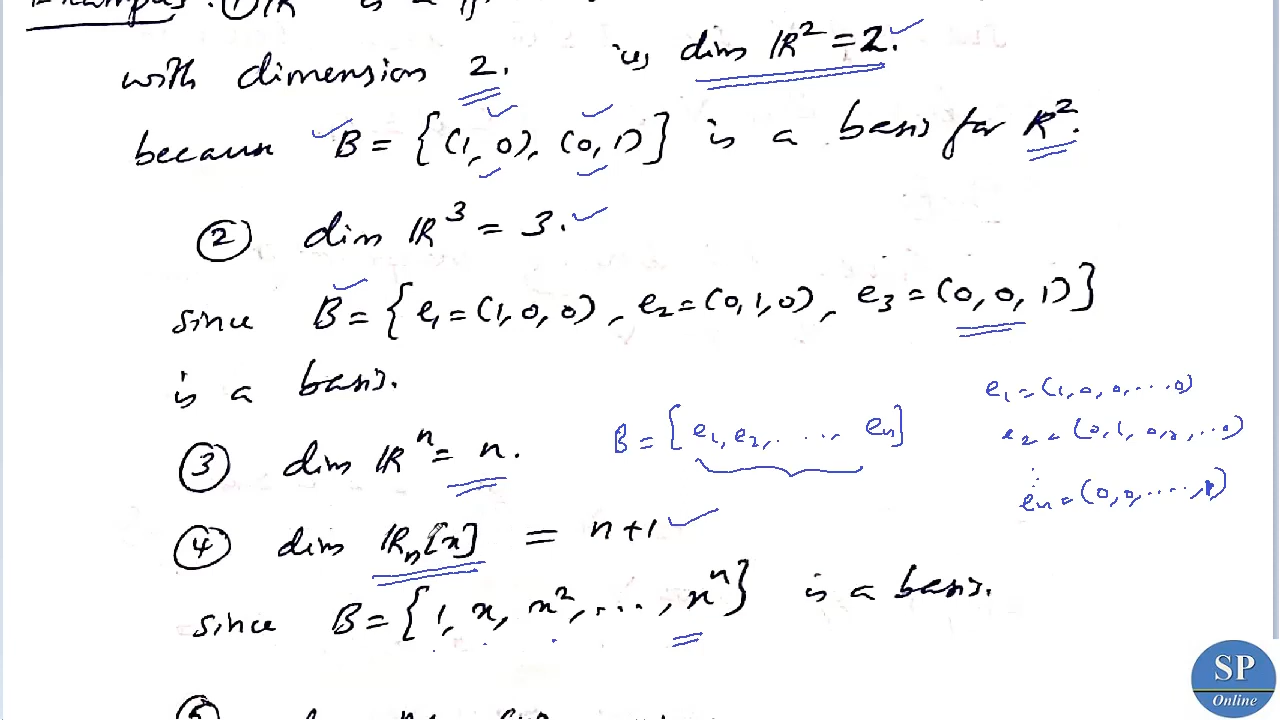 with dimension 2. i.e, dim ℝ² = 2.
because B = {(1, 0), (0, 1)} is a basis for ℝ².
② dim ℝ³ = 3.
since B = {e₁ = (1, 0, 0), e₂ = (0, 1, 0), e₃ = (0, 0, 1)}
is a basis.
e₁ = (1, 0, 0, ... 0)
③ dim ℝⁿ = n. B = {e₁, e₂, ..., eₙ}
e₂ = (0, 1, 0, ... 0)
⋮
eₙ = (0, 0, ...., 1)
④ dim ℝₙ[x] = n+1
since B = {1, x, x², ..., xⁿ} is a basis.
SP
Online